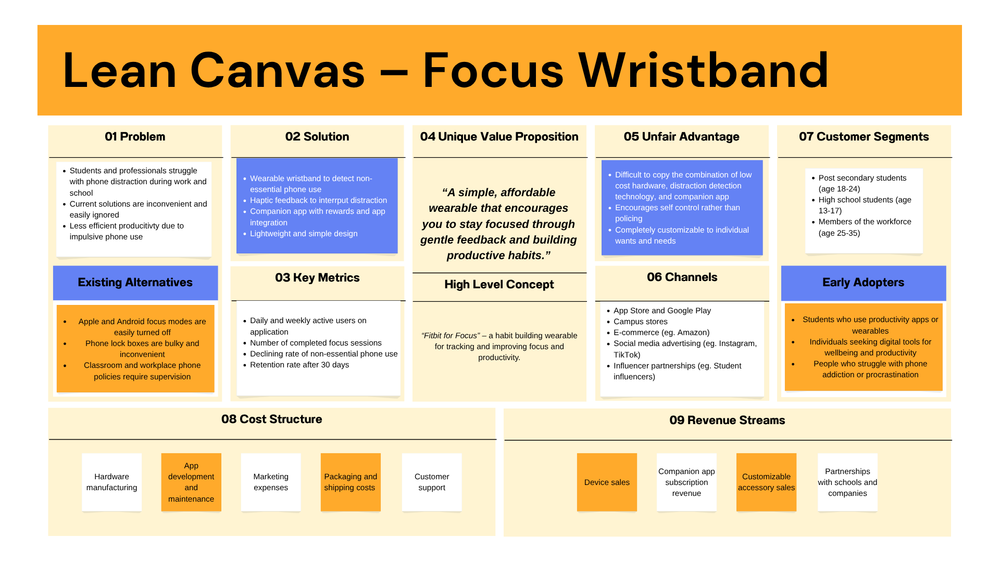 Lean Canvas – Focus Wristband
01 Problem
• Students and professionals struggle
with phone distraction during work and
school
• Current solutions are inconvenient and
easily ignored
• Less efficient producitivty due to
impulsive phone use
Existing Alternatives
• Apple and Android focus modes are
easily turned off
• Phone lock boxes are bulky and
inconvenient
• Classroom and workplace phone
policies require supervision
02 Solution
• Wearable wristband to detect non-
essential phone use
• Haptic feedback to interrput distraction
• Companion app with rewards and app
integration
• Lightweight and simple design
03 Key Metrics
• Daily and weekly active users on
application
• Number of completed focus sessions
• Declining rate of non-essential phone use
• Retention rate after 30 days
04 Unique Value Proposition
“A simple, affordable
wearable that encourages
you to stay focused through
gentle feedback and building
productive habits.”
High Level Concept
“Fitbit for Focus” – a habit building wearable
for tracking and improving focus and
productivity.
05 Unfair Advantage
• Difficult to copy the combination of low
cost hardware, distraction detection
technology, and companion app
• Encourages self control rather than
policing
• Completely customizable to individual
wants and needs
06 Channels
• App Store and Google Play
• Campus stores
• E-commerce (eg. Amazon)
• Social media advertising (eg. Instagram,
TikTok)
• Influencer partnerships (eg. Student
influencers)
07 Customer Segments
• Post secondary students
(age 18-24)
• High school students (age
13-17)
• Members of the workforce
(age 25-35)
Early Adopters
• Students who use productivity apps or
wearables
• Individuals seeking digital tools for
wellbeing and productivity
• People who struggle with phone
addiction or procrastination
08 Cost Structure
Hardware
manufacturing
App
development
and
maintenance
Marketing
expenses
Packaging and
shipping costs
Customer
support
09 Revenue Streams
Device sales
Companion app
subscription
revenue
Customizable
accessory sales
Partnerships
with schools and
companies